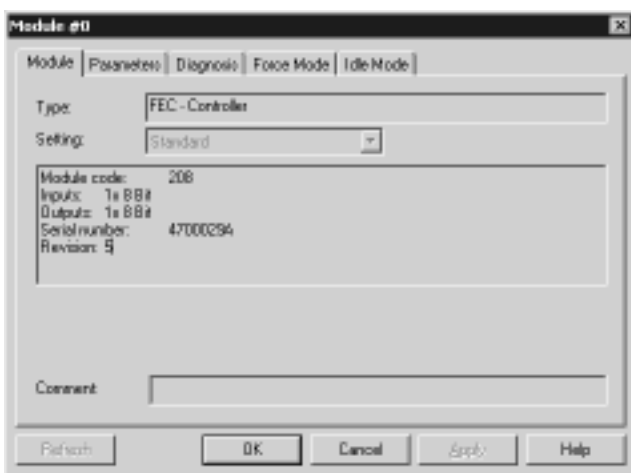 Module #0
Module Parameters Diagnosis Force Mode Idle Mode
Type: FEC - Controller
Setting: Standard
Module code: 208
Inputs: 1x 8 Bit
Outputs: 1x 8 Bit
Serial number: 4700029A
Revision: 5
Comment
Refresh OK Cancel Apply Help